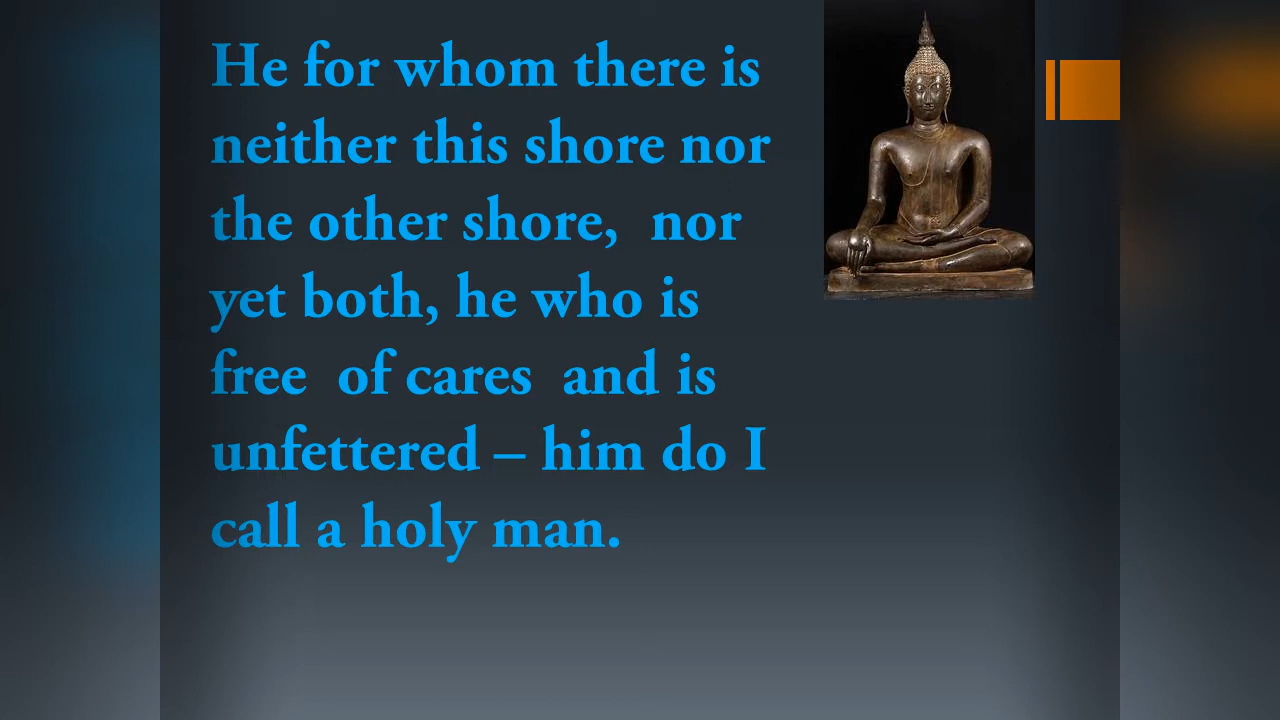 He for whom there is
neither this shore nor
the other shore,  nor
yet both, he who is
free  of cares  and is
unfettered – him do I
call a holy man.